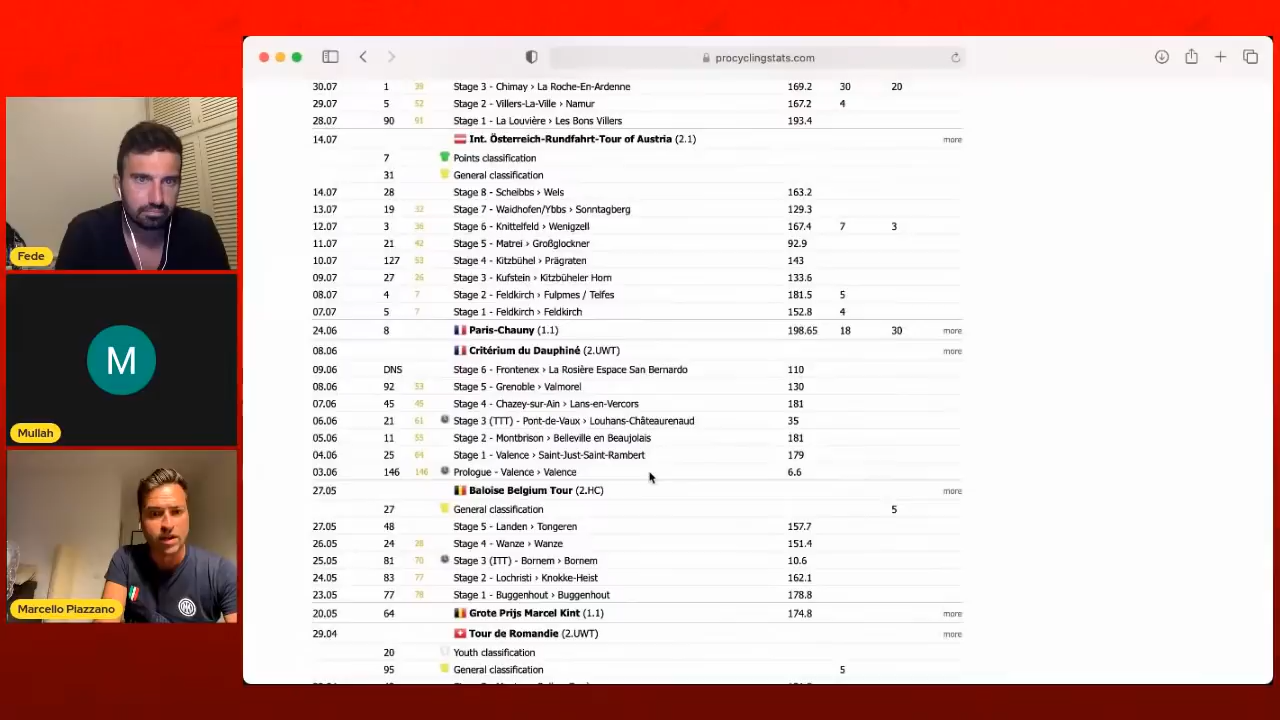 procyclingstats.com
30.07 1 39 Stage 3 - Chimay › La Roche-En-Ardenne 169.2 30 20
29.07 5 52 Stage 2 - Villers-La-Ville › Namur 167.2 4
28.07 90 91 Stage 1 - La Louvière › Les Bons Villers 193.4
14.07 Int. Österreich-Rundfahrt-Tour of Austria (2.1) more
7 Points classification
31 General classification
14.07 28 Stage 8 - Scheibbs › Wels 163.2
13.07 19 32 Stage 7 - Waidhofen/Ybbs › Sonntagberg 129.3
12.07 3 36 Stage 6 - Knittelfeld › Wenigzell 167.4 7 3
11.07 21 42 Stage 5 - Matrei › Großglockner 92.9
10.07 127 53 Stage 4 - Kitzbühel › Prägraten 143
09.07 27 26 Stage 3 - Kufstein › Kitzbüheler Horn 133.6
08.07 4 7 Stage 2 - Feldkirch › Fulpmes / Telfes 181.5 5
07.07 5 7 Stage 1 - Feldkirch › Feldkirch 152.8 4
24.06 8 Paris-Chauny (1.1) 198.65 18 30 more
08.06 Critérium du Dauphiné (2.UWT) more
09.06 DNS Stage 6 - Frontenex › La Rosière Espace San Bernardo 110
08.06 92 53 Stage 5 - Grenoble › Valmorel 130
07.06 45 45 Stage 4 - Chazey-sur-Ain › Lans-en-Vercors 181
06.06 21 61 Stage 3 (TTT) - Pont-de-Vaux › Louhans-Châteaurenaud 35
05.06 11 55 Stage 2 - Montbrison › Belleville en Beaujolais 181
04.06 25 64 Stage 1 - Valence › Saint-Just-Saint-Rambert 179
03.06 146 146 Prologue - Valence › Valence 6.6
27.05 Baloise Belgium Tour (2.HC) more
27 General classification 5
27.05 48 Stage 5 - Landen › Tongeren 157.7
26.05 24 28 Stage 4 - Wanze › Wanze 151.4
25.05 81 70 Stage 3 (ITT) - Bornem › Bornem 10.6
24.05 83 77 Stage 2 - Lochristi › Knokke-Heist 162.1
23.05 77 78 Stage 1 - Buggenhout › Buggenhout 178.8
20.05 64 Grote Prijs Marcel Kint (1.1) 174.8 more
29.04 Tour de Romandie (2.UWT) more
20 Youth classification
95 General classification 5
Fede
M
Mullah
Marcello Piazzano